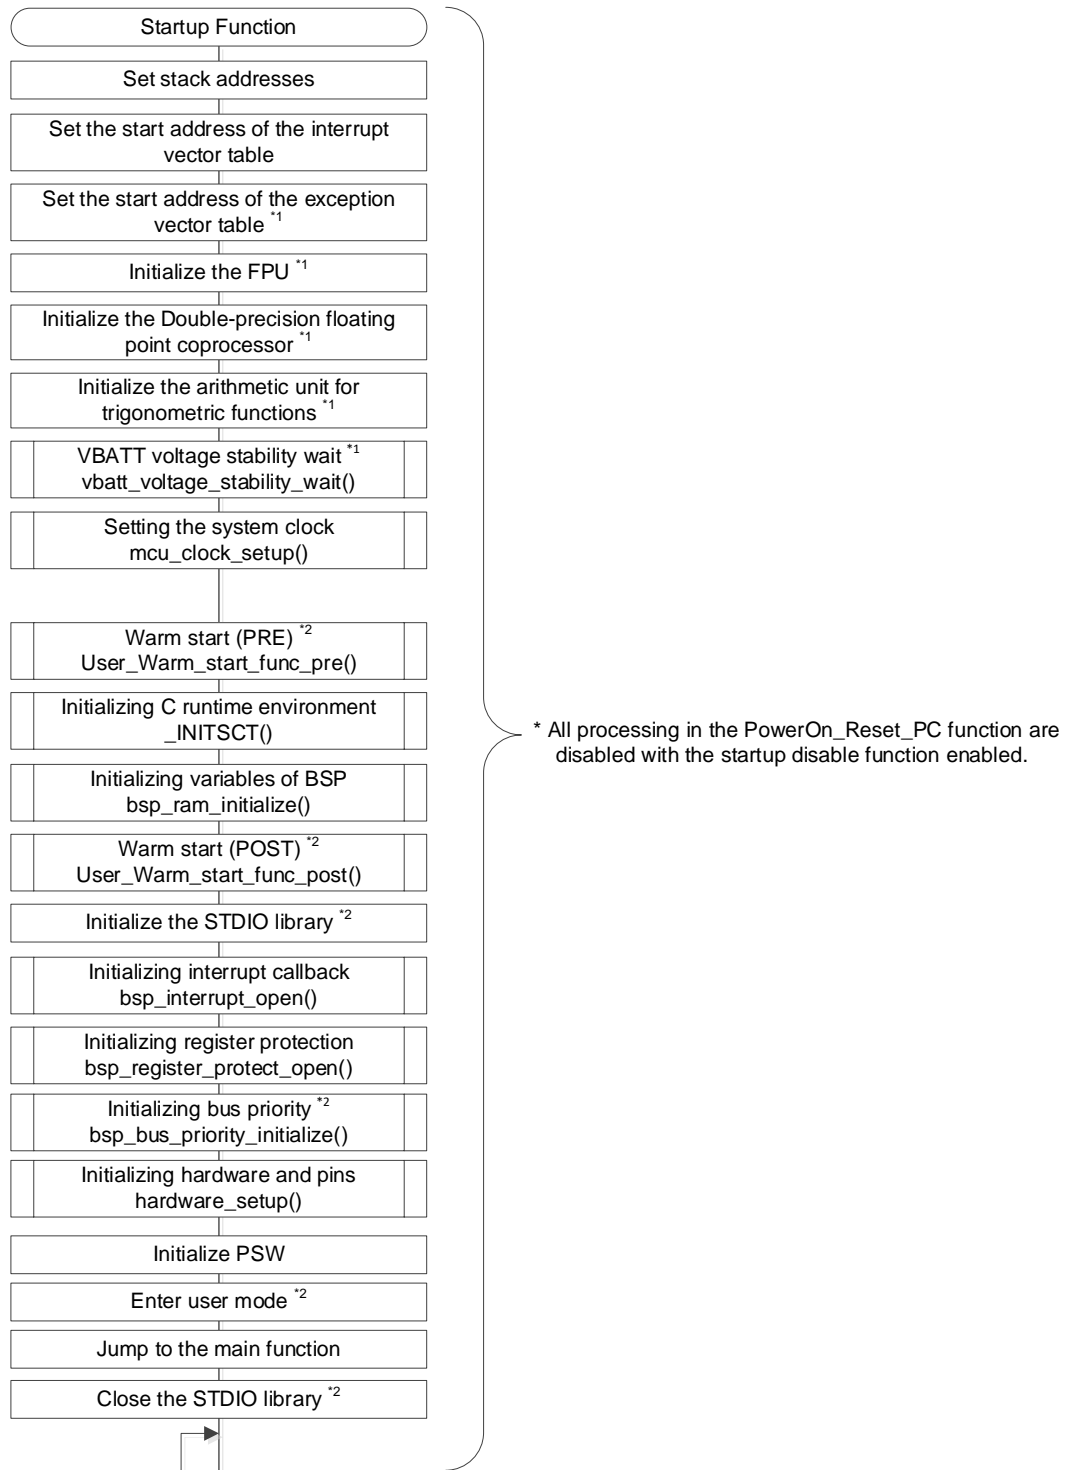 Startup Function
Set stack addresses
Set the start address of the interrupt
vector table
Set the start address of the exception
vector table *1
Initialize the FPU *1
Initialize the Double-precision floating
point coprocessor *1
Initialize the arithmetic unit for
trigonometric functions *1
VBATT voltage stability wait *1
vbatt_voltage_stability_wait()
Setting the system clock
mcu_clock_setup()
Warm start (PRE) *2
User_Warm_start_func_pre()
Initializing C runtime environment
_INITSCT()
* All processing in the PowerOn_Reset_PC function are
disabled with the startup disable function enabled.
Initializing variables of BSP
bsp_ram_initialize()
Warm start (POST) *2
User_Warm_start_func_post()
Initialize the STDIO library *2
Initializing interrupt callback
bsp_interrupt_open()
Initializing register protection
bsp_register_protect_open()
Initializing bus priority *2
bsp_bus_priority_initialize()
Initializing hardware and pins
hardware_setup()
Initialize PSW
Enter user mode *2
Jump to the main function
Close the STDIO library *2